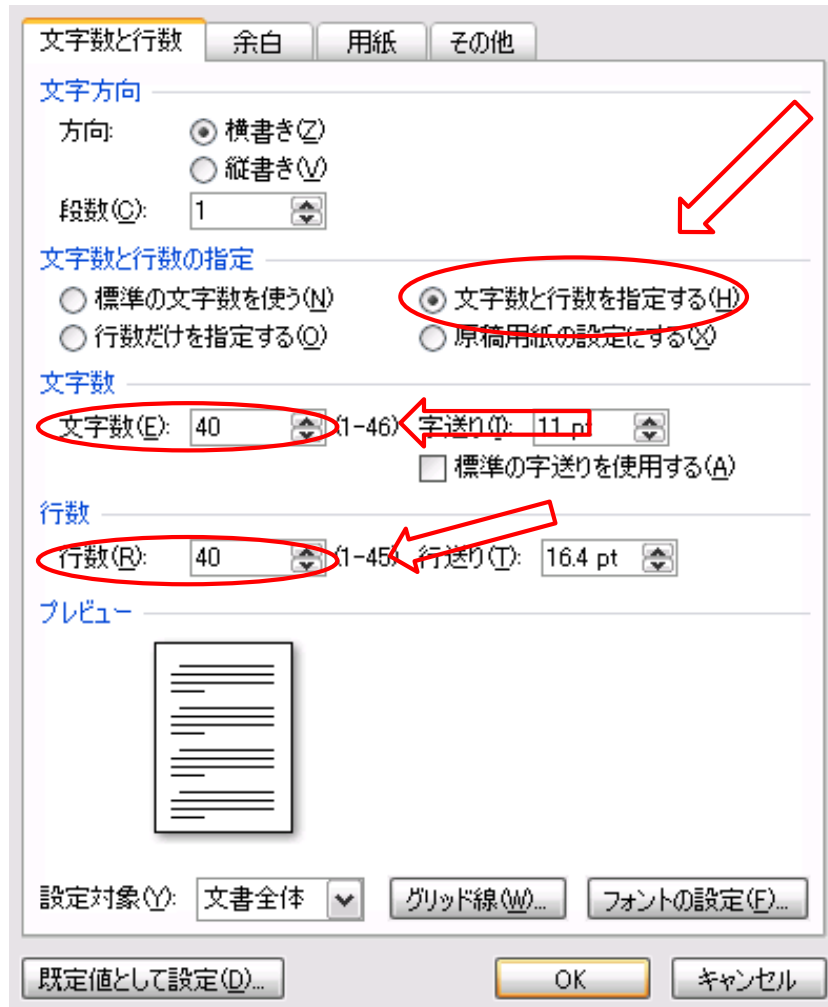 文字数と行数 余白 用紙 その他
文字方向
方向: 横書き(Z)
縦書き(V)
段数(C): 1
文字数と行数の指定
標準の文字数を使う(N) 文字数と行数を指定する(H)
行数だけを指定する(O) 原稿用紙の設定にする(X)
文字数
文字数(E): 40 (1-46) 字送り(I): 11 pt
標準の字送りを使用する(A)
行数
行数(R): 40 (1-45) 行送り(T): 16.4 pt
プレビュー
設定対象(Y): 文書全体 グリッド線(W)... フォントの設定(F)...
既定値として設定(D)... OK キャンセル